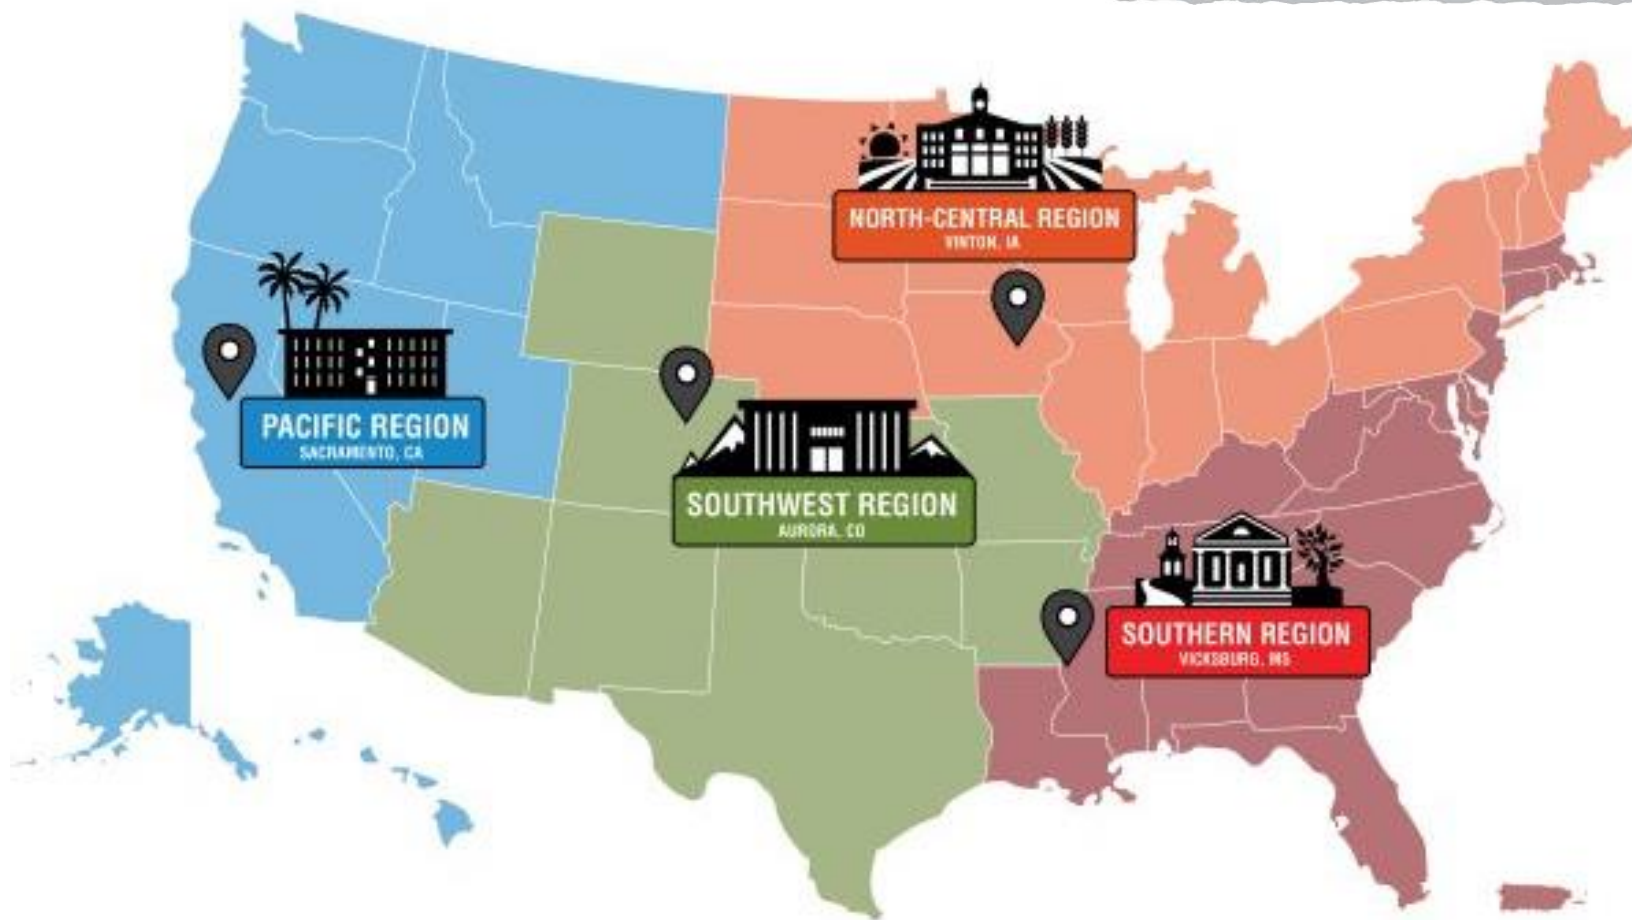 NORTH-CENTRAL REGION
VINTON, IA
PACIFIC REGION
SACRAMENTO, CA
SOUTHWEST REGION
AURORA, CO
SOUTHERN REGION
VICKSBURG, MS